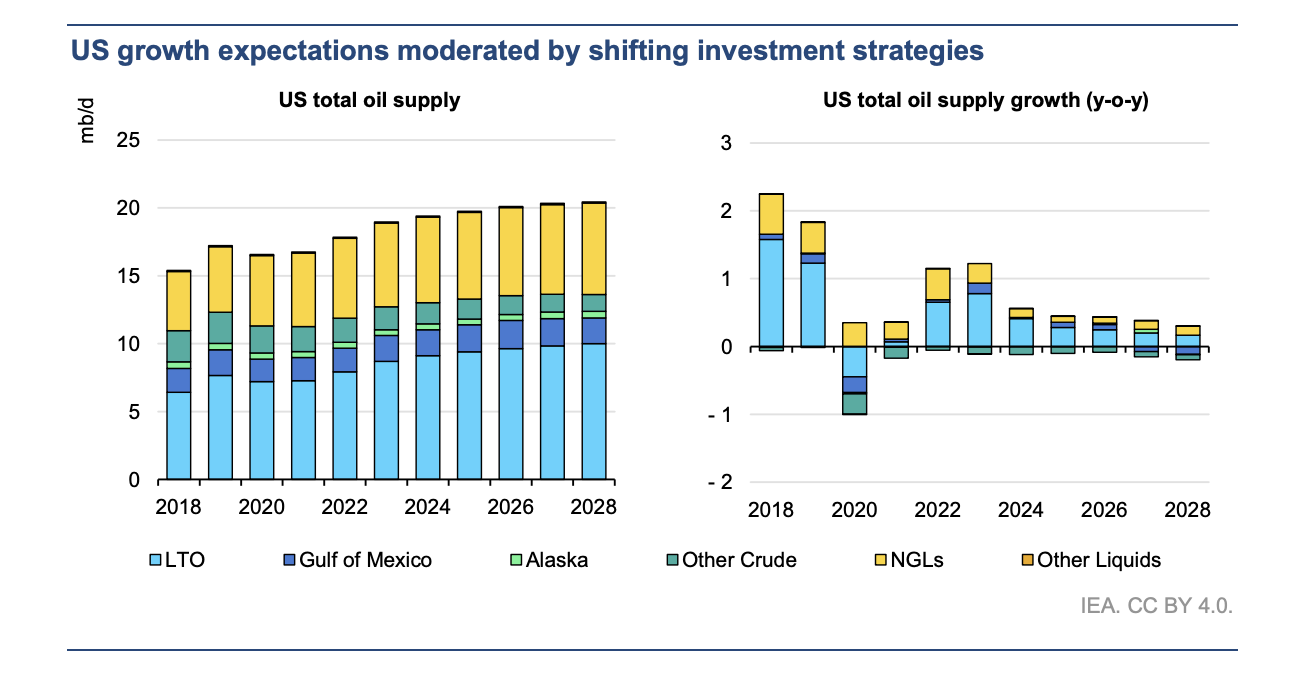 US growth expectations moderated by shifting investment strategies
US total oil supply
US total oil supply growth (y-o-y)
mb/d
25
20
15
10
5
0
2018 2020 2022 2024 2026 2028
3
2
1
0
- 1
- 2
2018 2020 2022 2024 2026 2028
LTO Gulf of Mexico Alaska Other Crude NGLs Other Liquids
IEA. CC BY 4.0.